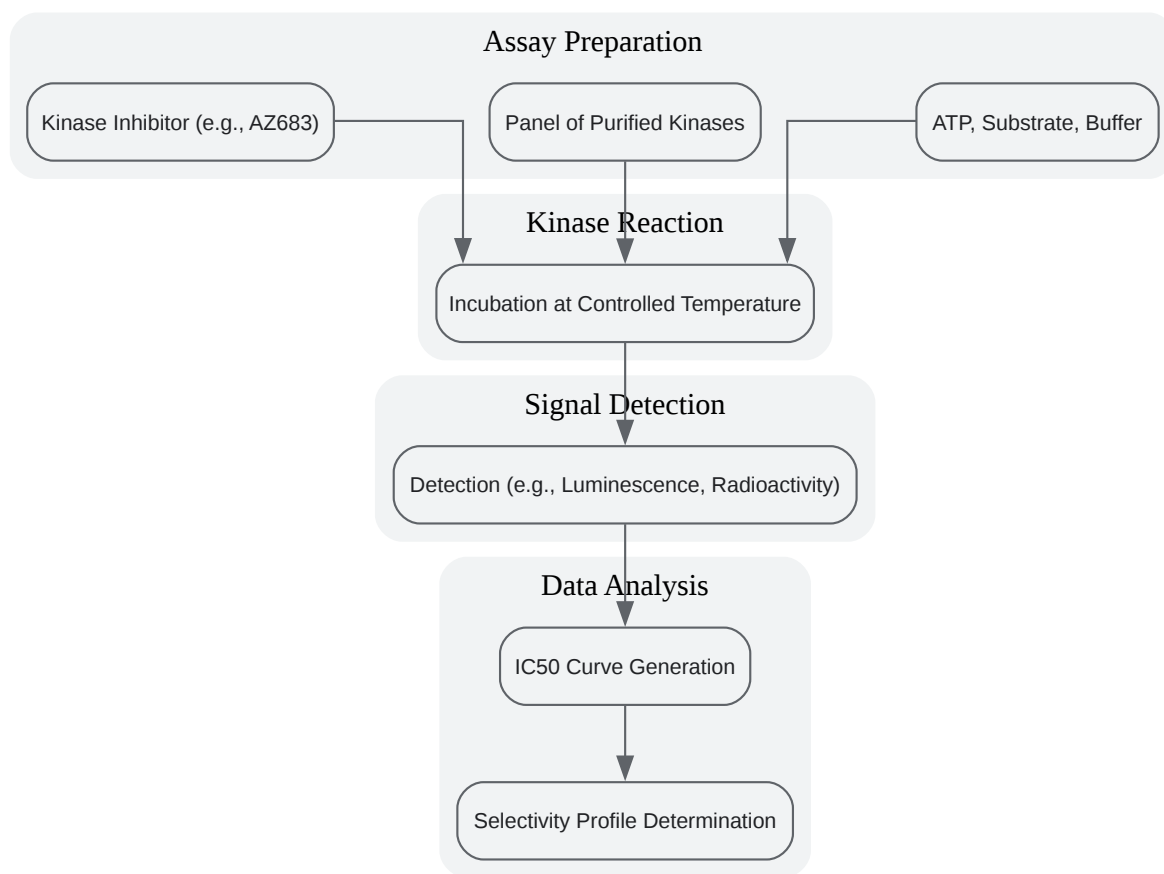 Assay Preparation
Kinase Inhibitor (e.g., AZ683)
Panel of Purified Kinases
ATP, Substrate, Buffer
Kinase Reaction
Incubation at Controlled Temperature
Signal Detection
Detection (e.g., Luminescence, Radioactivity)
Data Analysis
IC50 Curve Generation
Selectivity Profile Determination